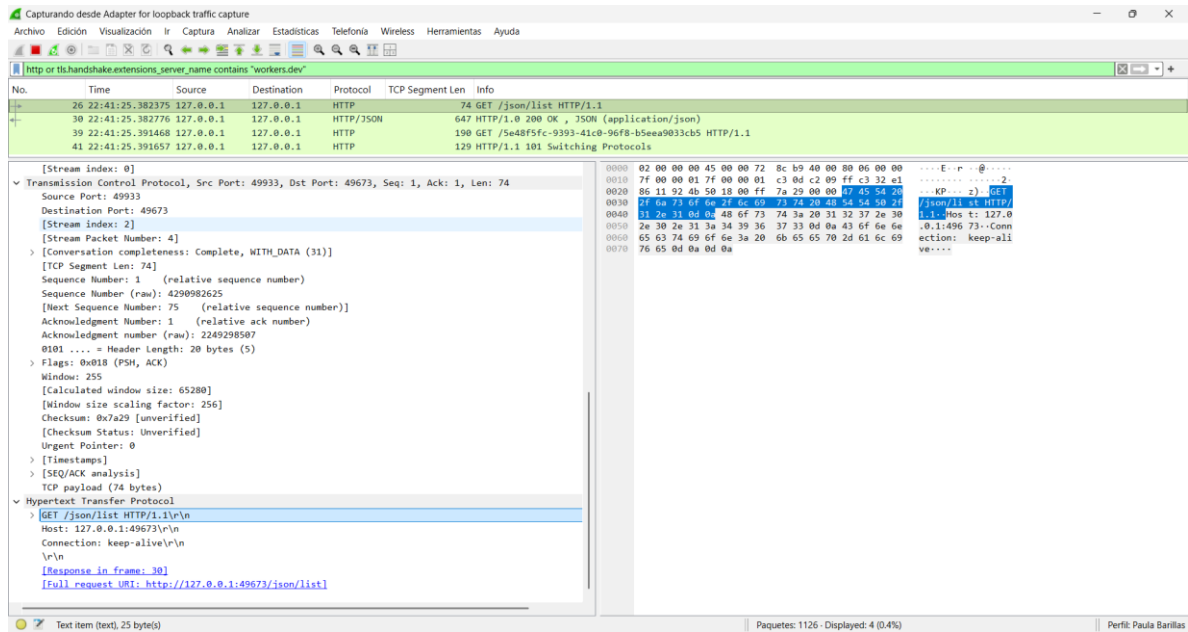 Capturando desde Adapter for loopback traffic capture
Archivo Edición Visualización Ir Captura Analizar Estadísticas Telefonía Wireless Herramientas Ayuda
http or tls.handshake.extensions_server_name contains "workers.dev"
No. Time Source Destination Protocol TCP Segment Len Info
26 22:41:25.382375 127.0.0.1 127.0.0.1 HTTP 74 GET /json/list HTTP/1.1
30 22:41:25.382776 127.0.0.1 127.0.0.1 HTTP/JSON 647 HTTP/1.0 200 OK , JSON (application/json)
39 22:41:25.391468 127.0.0.1 127.0.0.1 HTTP 190 GET /5e48f5fc-9393-41c0-96f8-b5eea9033cb5 HTTP/1.1
41 22:41:25.391657 127.0.0.1 127.0.0.1 HTTP 129 HTTP/1.1 101 Switching Protocols
[Stream index: 0]
Transmission Control Protocol, Src Port: 49933, Dst Port: 49673, Seq: 1, Ack: 1, Len: 74
Source Port: 49933
Destination Port: 49673
[Stream index: 2]
[Stream Packet Number: 4]
[Conversation completeness: Complete, WITH_DATA (31)]
[TCP Segment Len: 74]
Sequence Number: 1 (relative sequence number)
Sequence Number (raw): 4290982625
[Next Sequence Number: 75 (relative sequence number)]
Acknowledgment Number: 1 (relative ack number)
Acknowledgment number (raw): 2249298507
0101 .... = Header Length: 20 bytes (5)
Flags: 0x018 (PSH, ACK)
Window: 255
[Calculated window size: 65280]
[Window size scaling factor: 256]
Checksum: 0x7a29 [unverified]
[Checksum Status: Unverified]
Urgent Pointer: 0
[Timestamps]
[SEQ/ACK analysis]
TCP payload (74 bytes)
Hypertext Transfer Protocol
GET /json/list HTTP/1.1\r\n
Host: 127.0.0.1:49673\r\n
Connection: keep-alive\r\n
\r\n
[Response in frame: 30]
[Full request URI: http://127.0.0.1:49673/json/list]
0000 02 00 00 00 45 00 00 72 8c b9 40 00 80 06 00 00 ····E··r ··@·····
0010 7f 00 00 01 7f 00 00 01 c3 0d c2 09 ff c3 32 e1 ········ ······2·
0020 86 11 92 4b 50 18 00 ff 7a 29 00 00 47 45 54 20 ···KP··· z)··GET
0030 2f 6a 73 6f 6e 2f 6c 69 73 74 20 48 54 54 50 2f /json/li st HTTP/
0040 31 2e 31 0d 0a 48 6f 73 74 3a 20 31 32 37 2e 30 1.1··Hos t: 127.0
0050 2e 30 2e 31 3a 34 39 36 37 33 0d 0a 43 6f 6e 6e .0.1:496 73··Conn
0060 65 63 74 69 6f 6e 3a 20 6b 65 65 70 2d 61 6c 69 ection: keep-ali
0070 76 65 0d 0a 0d 0a ve····
Text item (text), 25 byte(s) Paquetes: 1126 · Displayed: 4 (0.4%) Perfil: Paula Barillas